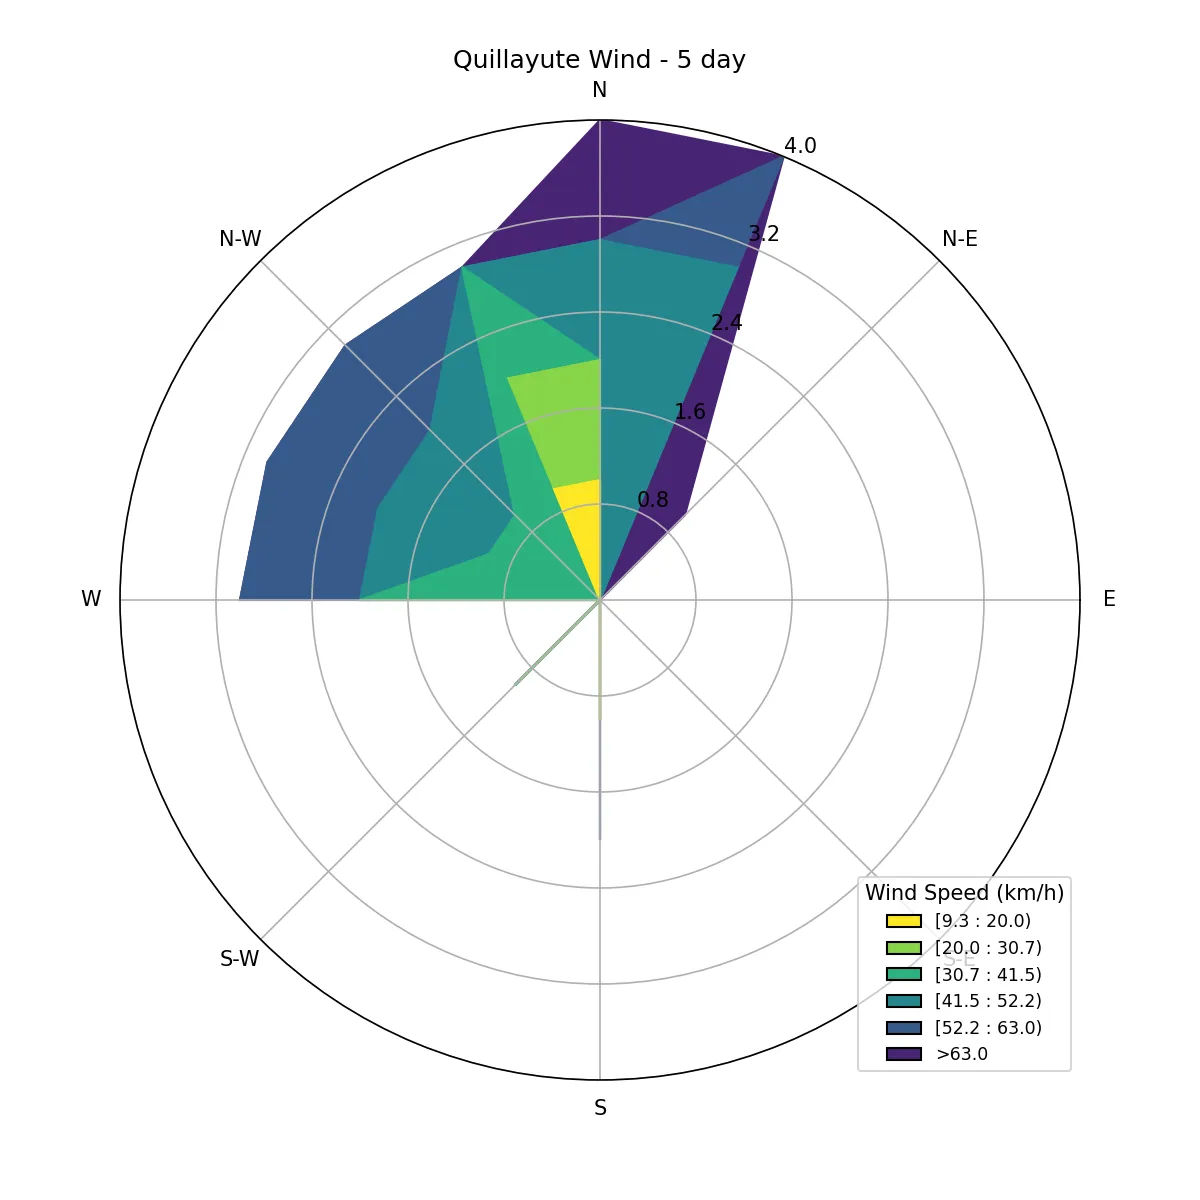 Quillayute Wind - 5 day
N
4.0
N-W
N-E
3.2
2.4
1.6
0.8
W
E
Wind Speed (km/h)
[9.3 : 20.0)
[20.0 : 30.7)
S-W
S-E
[30.7 : 41.5)
[41.5 : 52.2)
[52.2 : 63.0)
>63.0
S